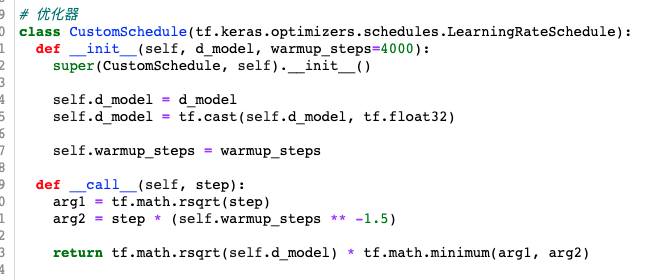 # 优化器
class CustomSchedule(tf.keras.optimizers.schedules.LearningRateSchedule):
  def __init__(self, d_model, warmup_steps=4000):
    super(CustomSchedule, self).__init__()

    self.d_model = d_model
    self.d_model = tf.cast(self.d_model, tf.float32)

    self.warmup_steps = warmup_steps

  def __call__(self, step):
    arg1 = tf.math.rsqrt(step)
    arg2 = step * (self.warmup_steps ** -1.5)

    return tf.math.rsqrt(self.d_model) * tf.math.minimum(arg1, arg2)